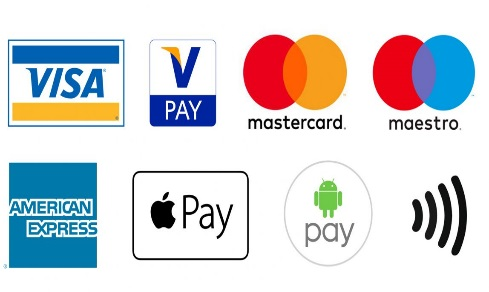 VISA
V
PAY
mastercard.
maestro.
AMERICAN
EXPRESS
®
Pay
pay